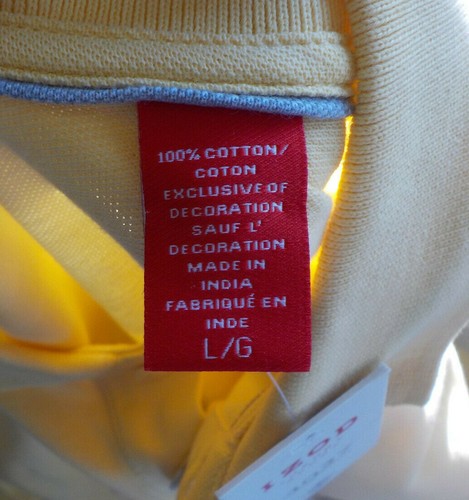 100% COTTON/
COTON
EXCLUSIVE OF
DECORATION
SAUF L'
DECORATION
MADE IN
INDIA
FABRIQUÉ EN
INDE
L/G
IZOD